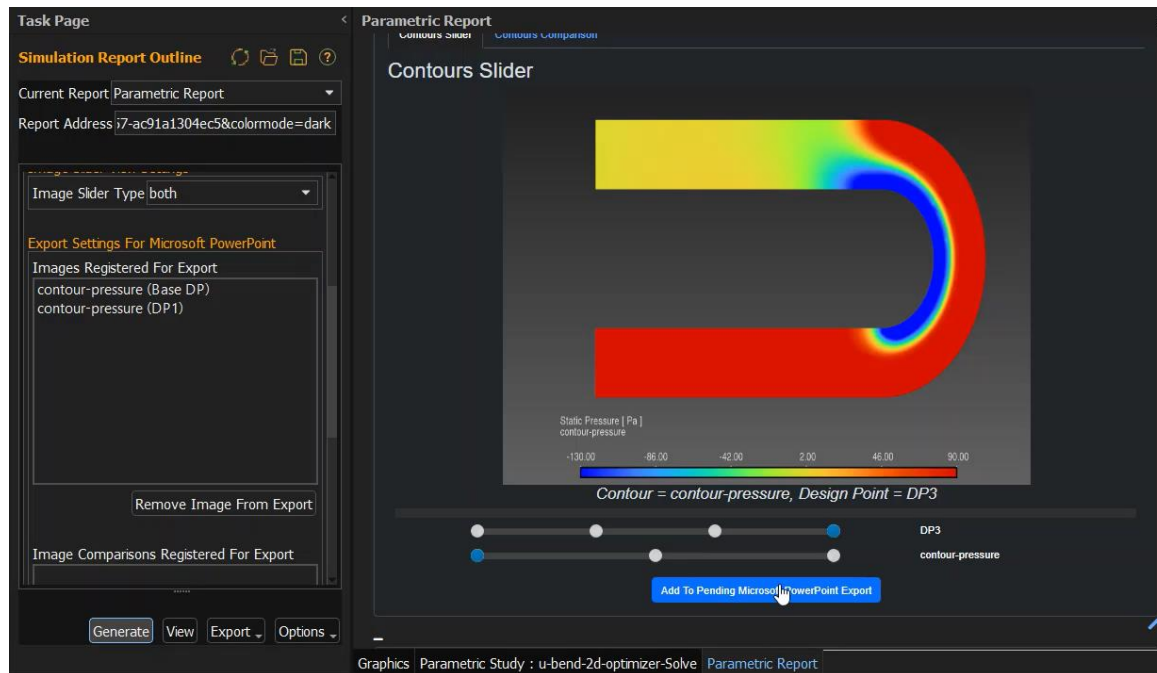 Task Page
Simulation Report Outline
Current Report Parametric Report
Report Address 57-ac91a1304ec5&colormode=dark
Image Slider View Settings
Image Slider Type both
Export Settings For Microsoft PowerPoint
Images Registered For Export
contour-pressure (Base DP)
contour-pressure (DP1)
Remove Image From Export
Image Comparisons Registered For Export
Generate View Export Options
Parametric Report
Contours Slider Contours Comparison
Contours Slider
Static Pressure [ Pa ]
contour-pressure
-130.00 -86.00 -42.00 2.00 46.00 90.00
Contour = contour-pressure, Design Point = DP3
DP3
contour-pressure
Add To Pending Microsoft PowerPoint Export
Graphics Parametric Study : u-bend-2d-optimizer-Solve Parametric Report